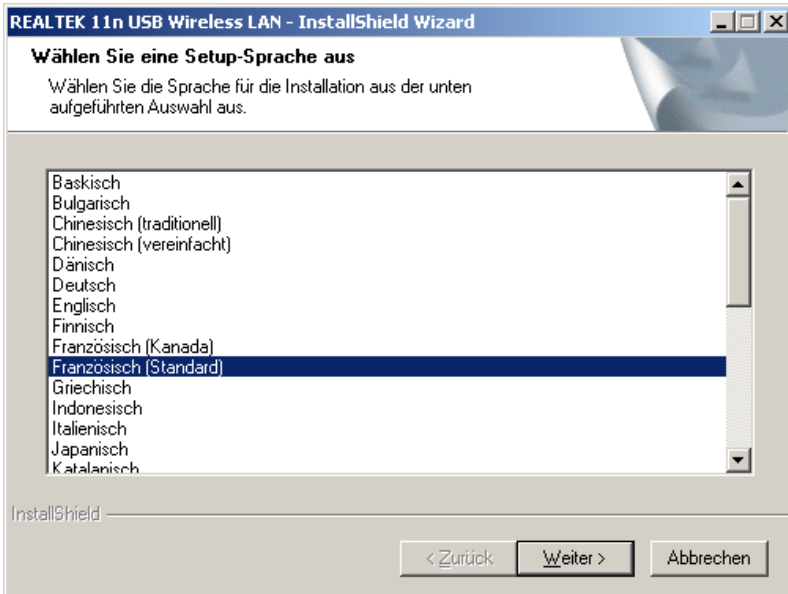 REALTEK 11n USB Wireless LAN - InstallShield Wizard
Wählen Sie eine Setup-Sprache aus
Wählen Sie die Sprache für die Installation aus der unten
aufgeführten Auswahl aus.
Baskisch
Bulgarisch
Chinesisch (traditionell)
Chinesisch (vereinfacht)
Dänisch
Deutsch
Englisch
Finnisch
Französisch (Kanada)
Französisch (Standard)
Griechisch
Indonesisch
Italienisch
Japanisch
Katalanisch
InstallShield
< Zurück
Weiter >
Abbrechen